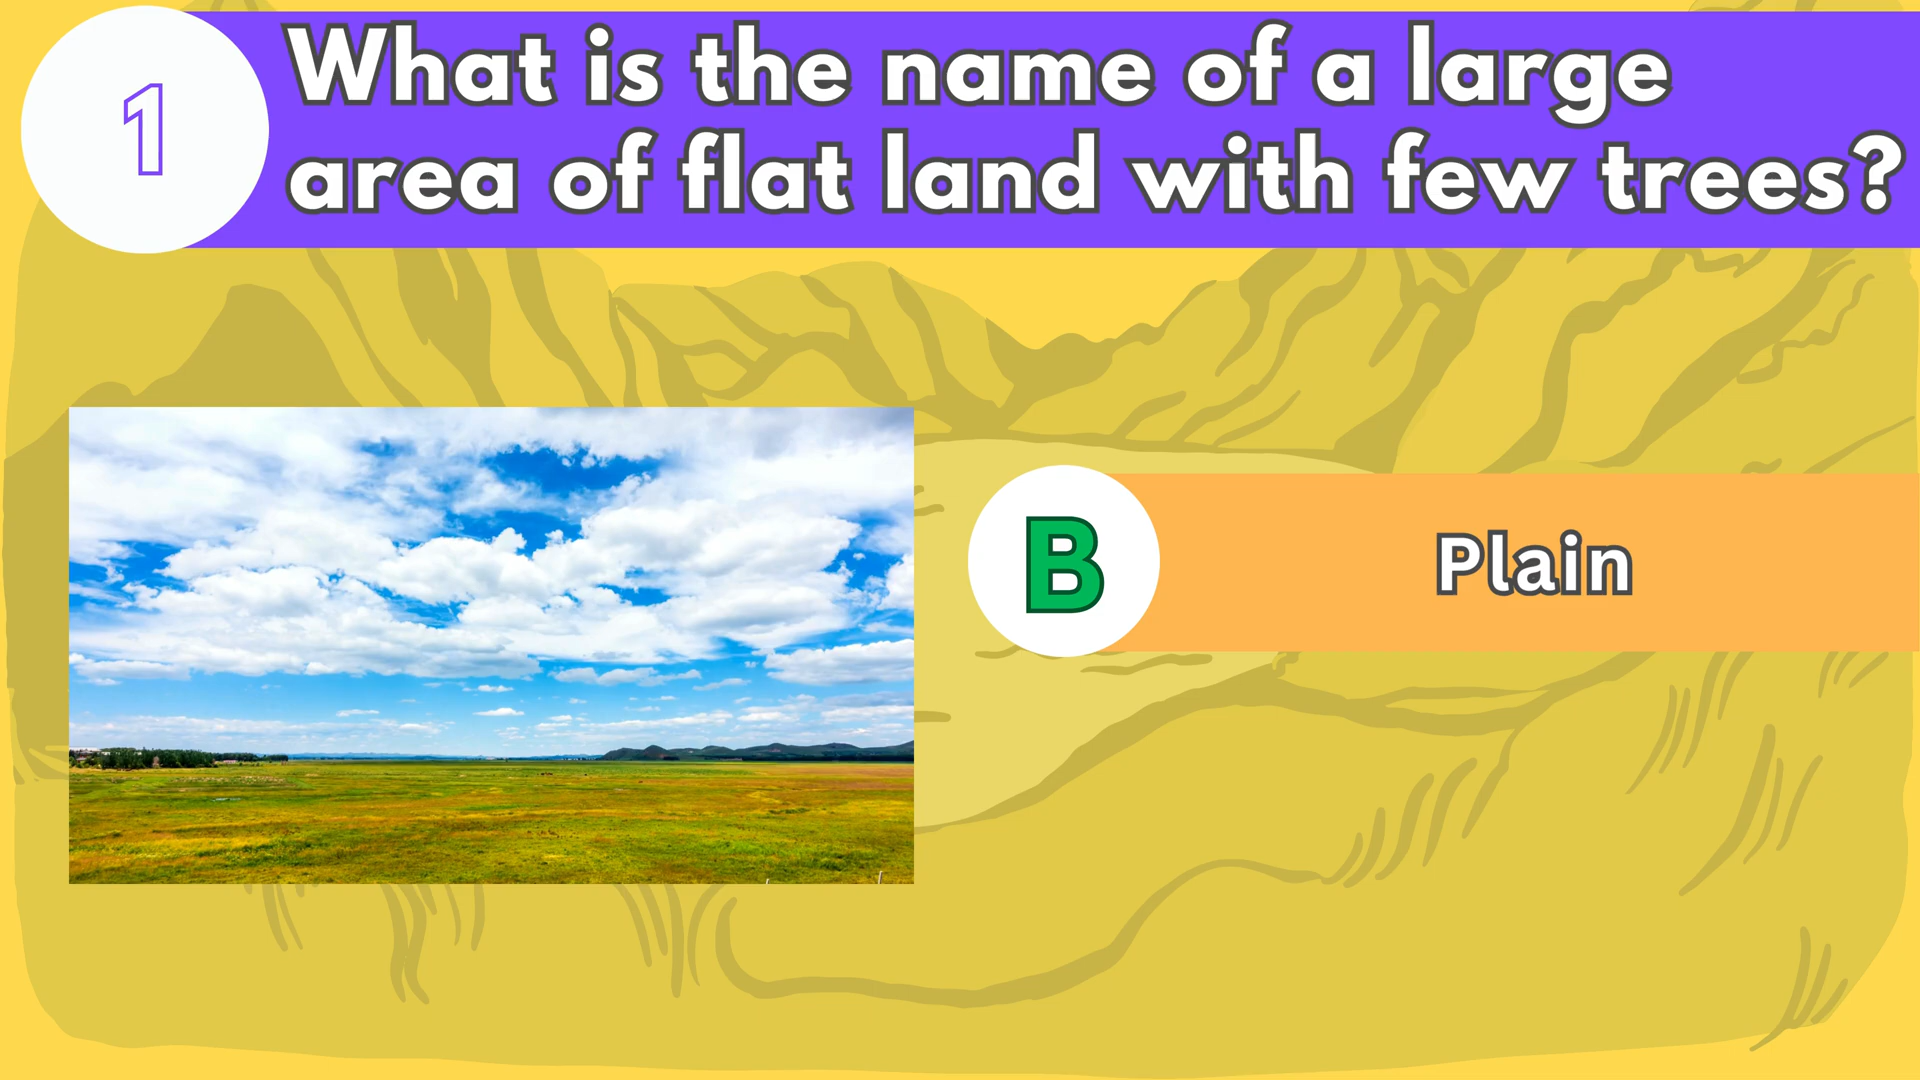 1
What is the name of a large
area of flat land with few trees?
B
Plain